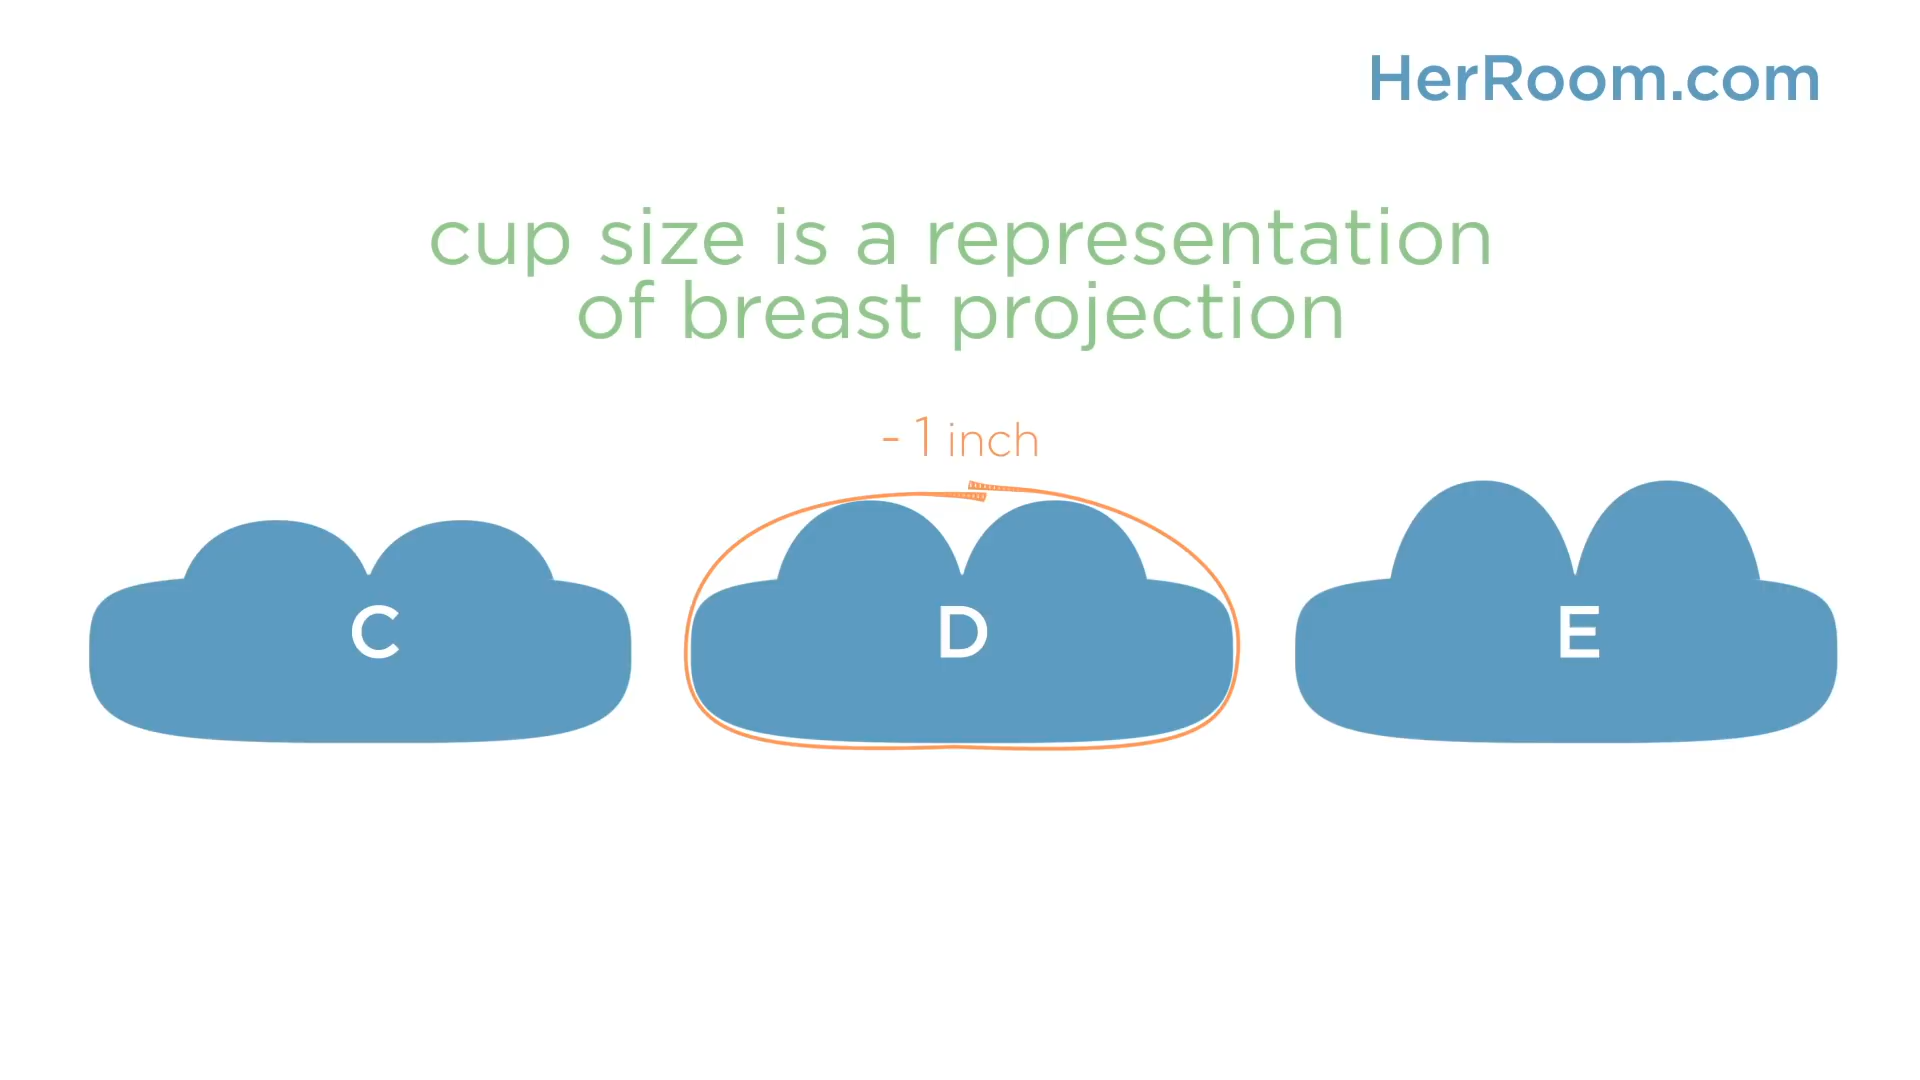 HerRoom.com
cup size is a representation
of breast projection
- 1 inch
C
D
E